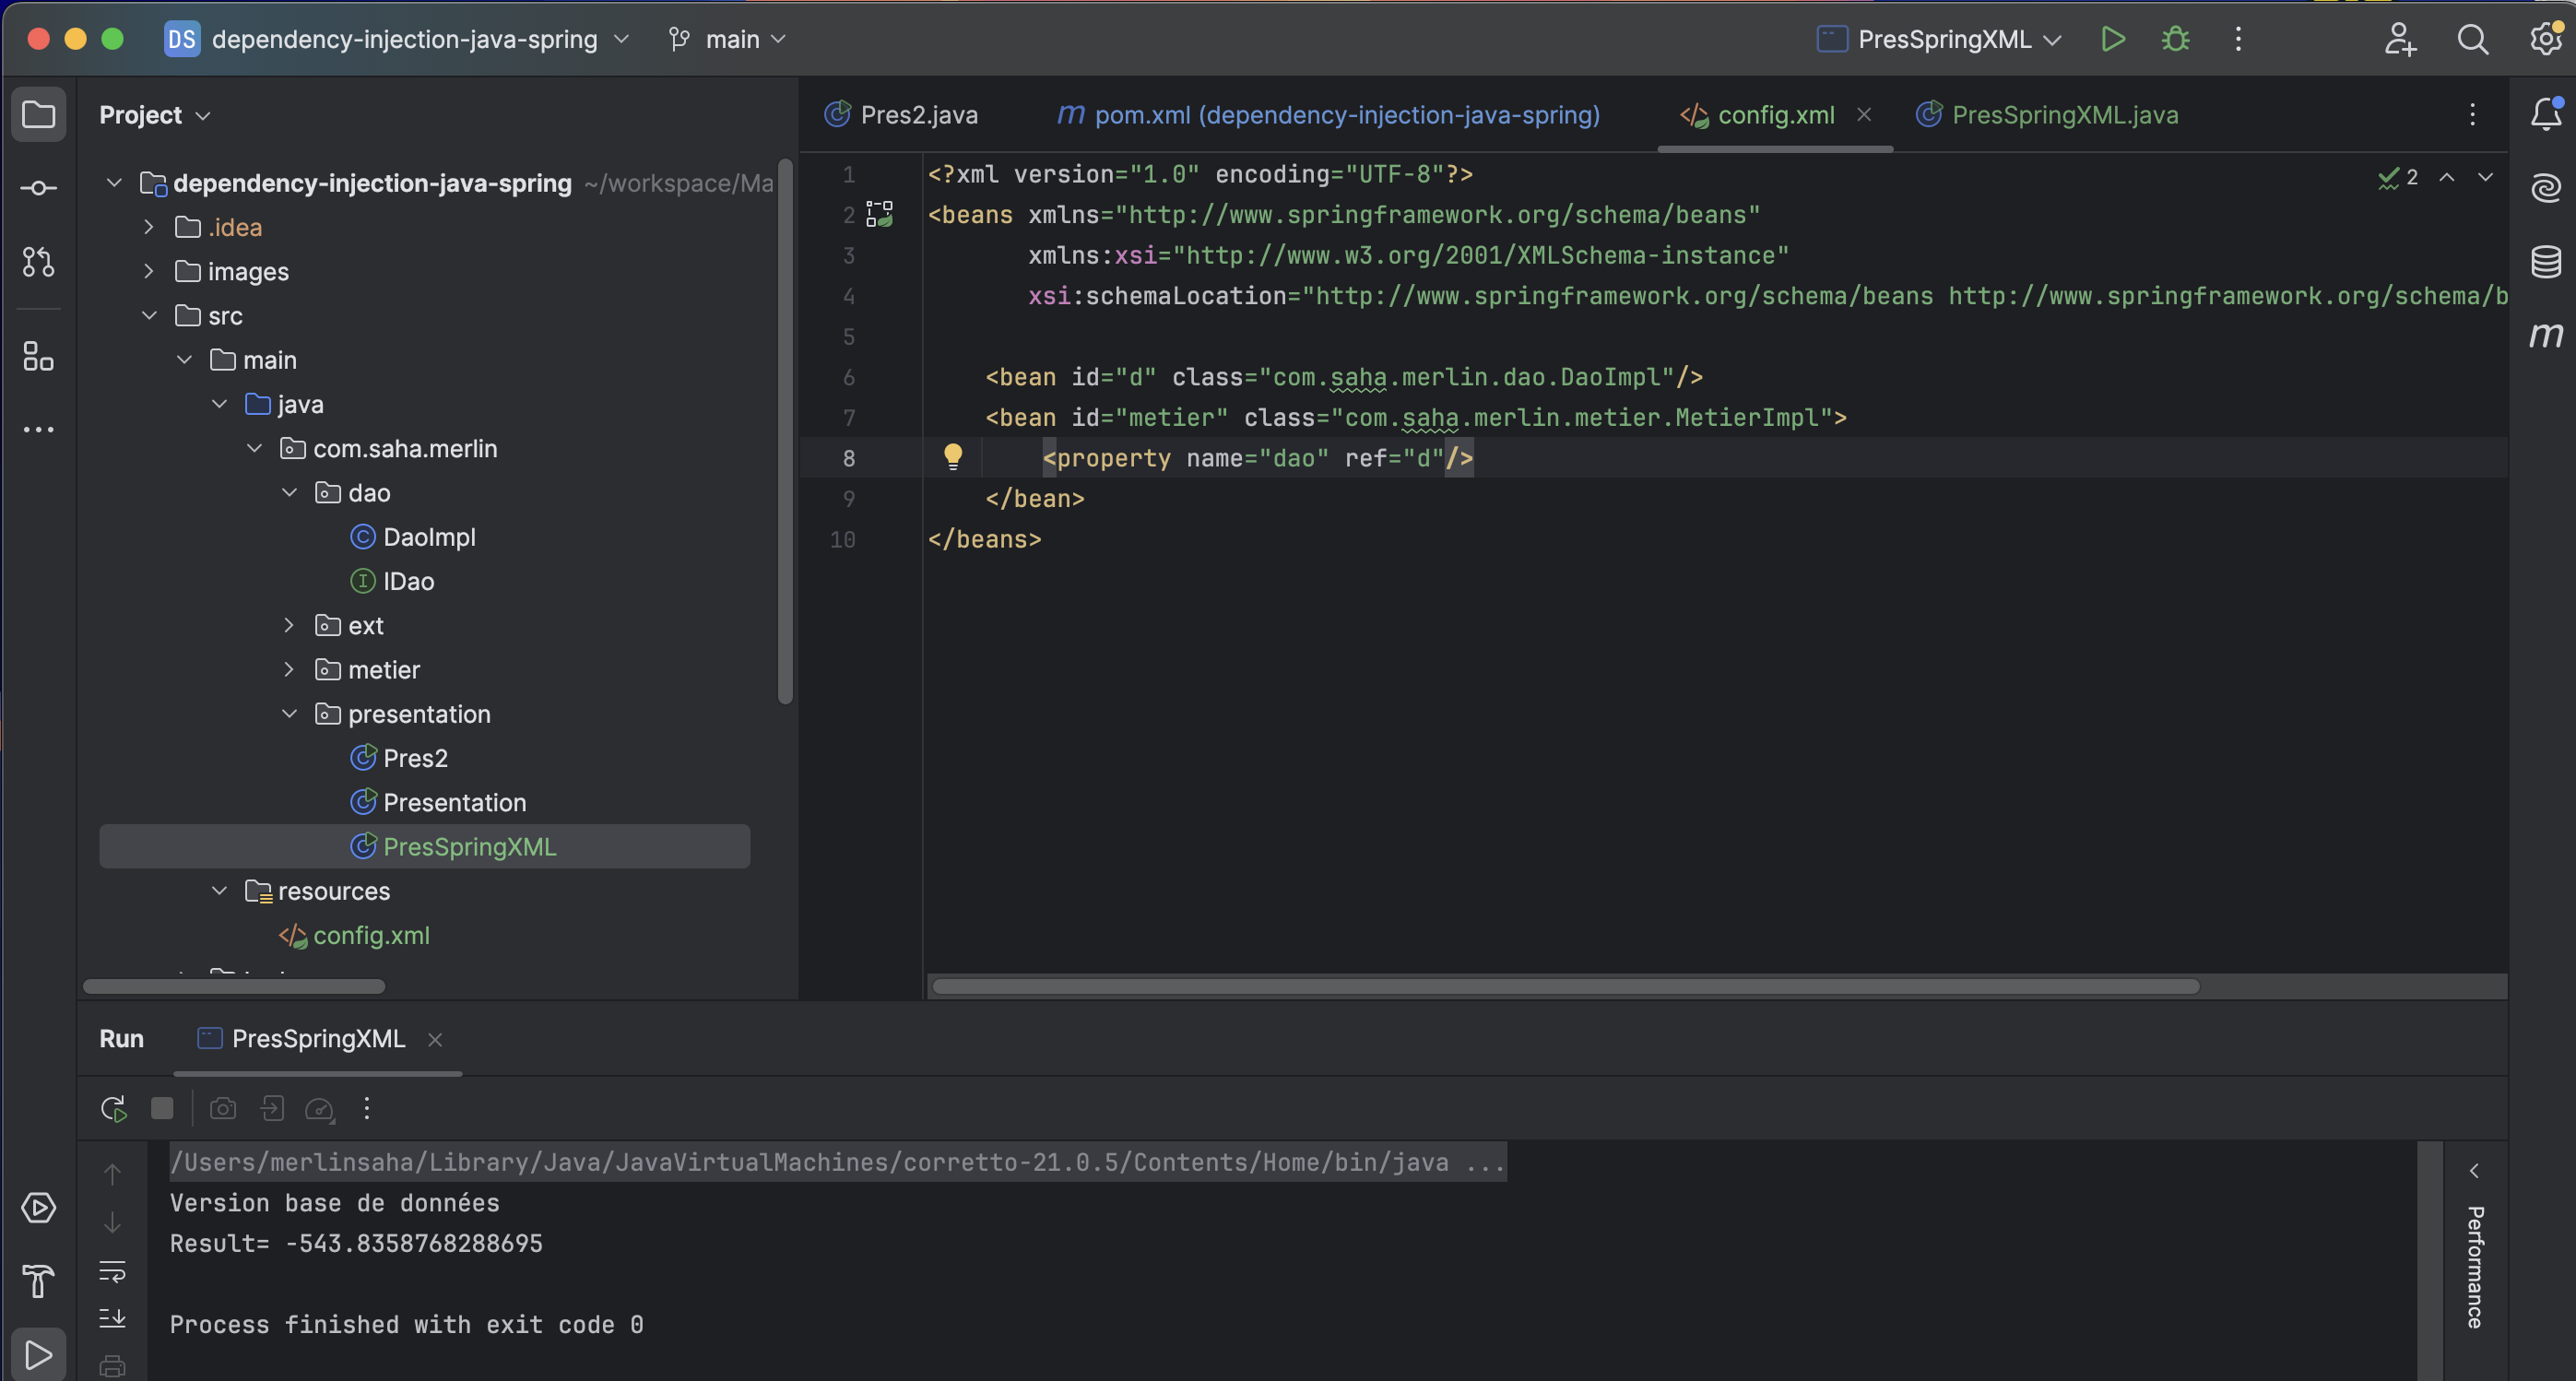 DS dependency-injection-java-spring main PresSpringXML
Project
Pres2.java m pom.xml (dependency-injection-java-spring) config.xml PresSpringXML.java
dependency-injection-java-spring ~/workspace/Ma
.idea
images
src
main
java
com.saha.merlin
dao
DaoImpl
IDao
ext
metier
presentation
Pres2
Presentation
PresSpringXML
resources
config.xml
2
1 <?xml version="1.0" encoding="UTF-8"?>
2 <beans xmlns="http://www.springframework.org/schema/beans"
3 xmlns:xsi="http://www.w3.org/2001/XMLSchema-instance"
4 xsi:schemaLocation="http://www.springframework.org/schema/beans http://www.springframework.org/schema/b
5
6 <bean id="d" class="com.saha.merlin.dao.DaoImpl"/>
7 <bean id="metier" class="com.saha.merlin.metier.MetierImpl">
8 <property name="dao" ref="d"/>
9 </bean>
10 </beans>
m
Run PresSpringXML
/Users/merlinsaha/Library/Java/JavaVirtualMachines/corretto-21.0.5/Contents/Home/bin/java ...
Version base de données
Result= -543.8358768288695
Process finished with exit code 0
Performance